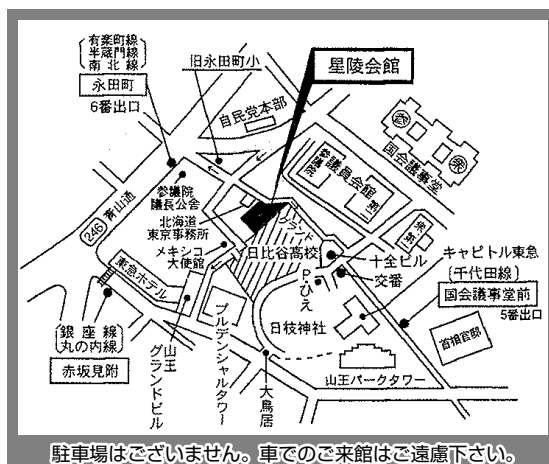 有楽町線
半蔵門線
南北線
永田町
6番出口
旧永田町小
星陵会館
自民党本部
参
衆
国会議事堂
参議院
議員会館
衆
第一
第二
参議院
議長公舎
北海道
東京事務所
メキシコ
大使館
246
青山通
東急ホテル
グランド
日比谷高校
十全ビル
交番
キャピトル東急
千代田線
国会議事堂前
5番出口
P.ひえ
日枝神社
首相官邸
銀座線
丸の内線
赤坂見附
山王
グランドビル
プルデンシャルタワー
大鳥居
山王パークタワー
駐車場はございません。車でのご来館はご遠慮下さい。